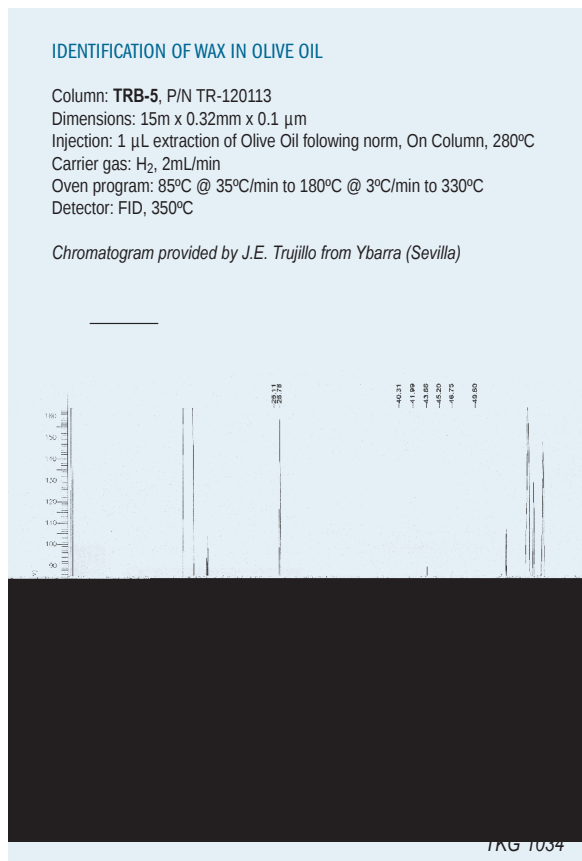 IDENTIFICATION OF WAX IN OLIVE OIL
Column: TRB-5, P/N TR-120113
Dimensions: 15m x 0.32mm x 0.1 µm
Injection: 1 µL extraction of Olive Oil folowing norm, On Column, 280ºC
Carrier gas: H₂, 2mL/min
Oven program: 85ºC @ 35ºC/min to 180ºC @ 3ºC/min to 330ºC
Detector: FID, 350ºC
Chromatogram provided by J.E. Trujillo from Ybarra (Sevilla)
28.78
40.31
41.99
43.66
45.20
46.75
49.80
160
150
140
130
120
110
100
90
TKG 1034